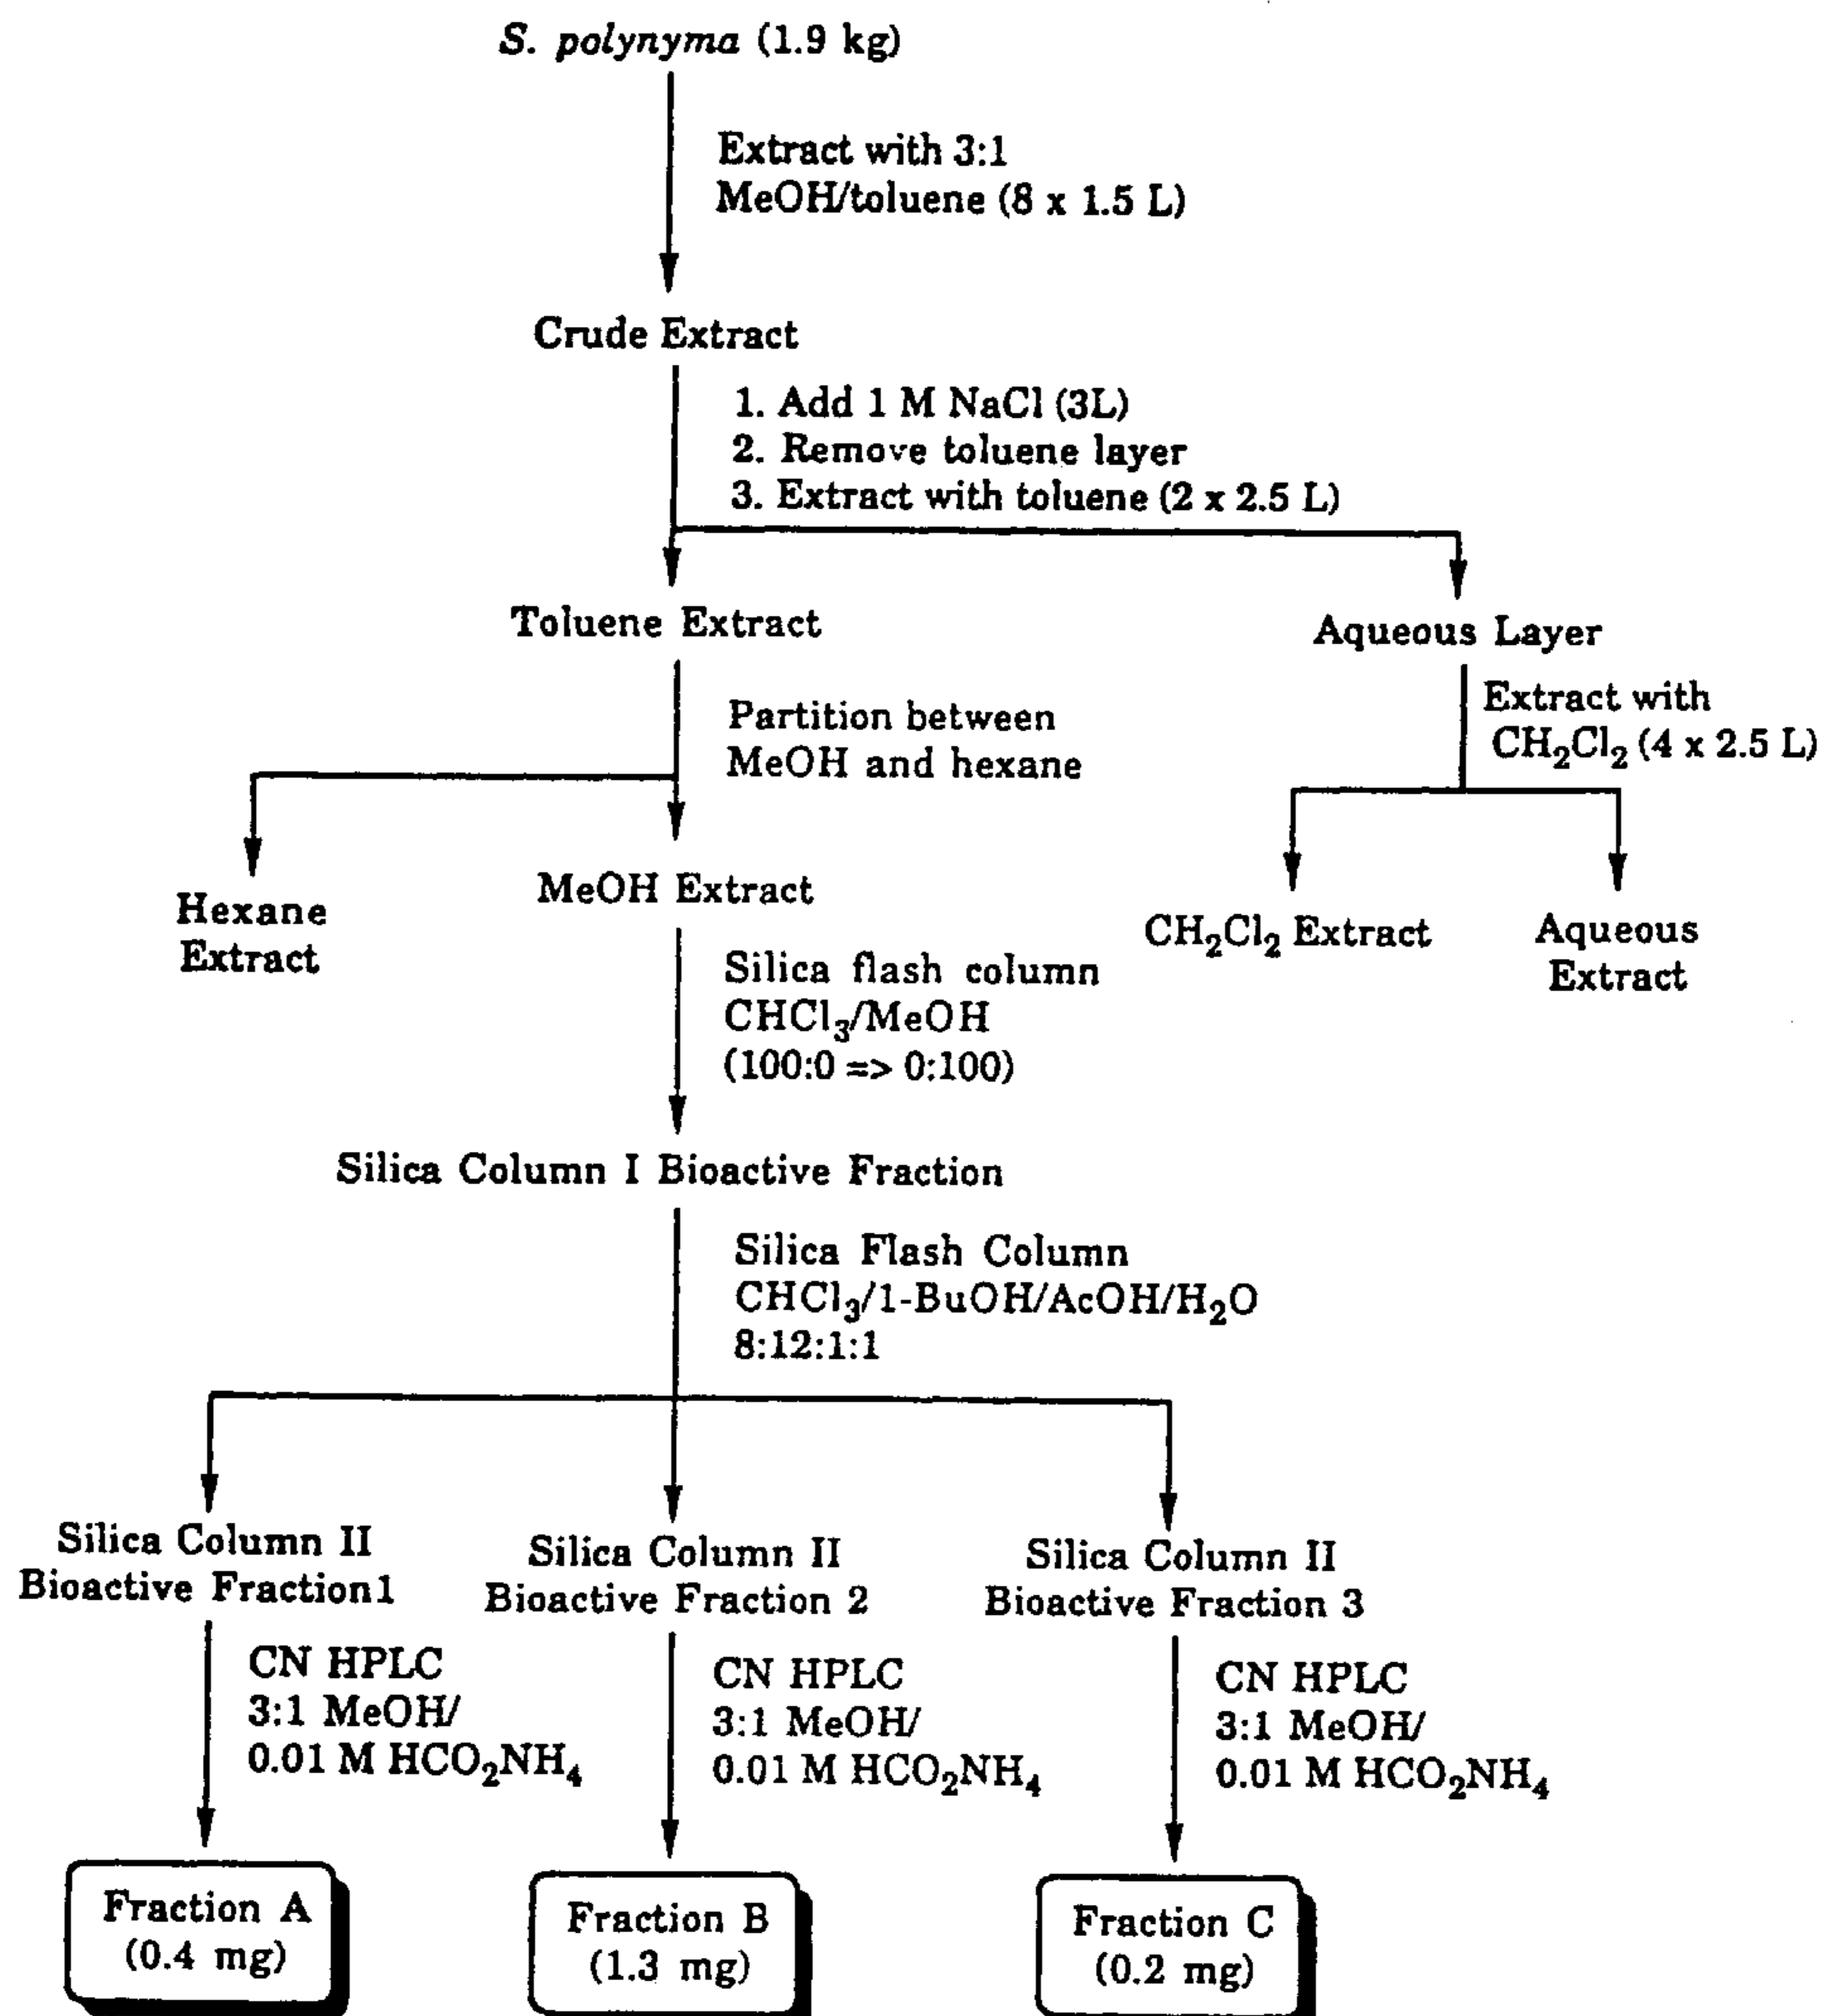 S. polynyma (1.9 kg)
Extract with 3:1
MeOH/toluene (8 x 1.5 L)
Crude Extract
1. Add 1 M NaCl (3L)
2. Remove toluene layer
3. Extract with toluene (2 x 2.5 L)
Toluene Extract
Aqueous Layer
Partition between
MeOH and hexane
Extract with
CH₂Cl₂ (4 x 2.5 L)
Hexane
Extract
MeOH Extract
CH₂Cl₂ Extract
Aqueous
Extract
Silica flash column
CHCl₃/MeOH
(100:0 => 0:100)
Silica Column I Bioactive Fraction
Silica Flash Column
CHCl₃/1-BuOH/AcOH/H₂O
8:12:1:1
Silica Column II
Bioactive Fraction1
Silica Column II
Bioactive Fraction 2
Silica Column II
Bioactive Fraction 3
CN HPLC
3:1 MeOH/
0.01 M HCO₂NH₄
CN HPLC
3:1 MeOH/
0.01 M HCO₂NH₄
CN HPLC
3:1 MeOH/
0.01 M HCO₂NH₄
Fraction A
(0.4 mg)
Fraction B
(1.3 mg)
Fraction C
(0.2 mg)